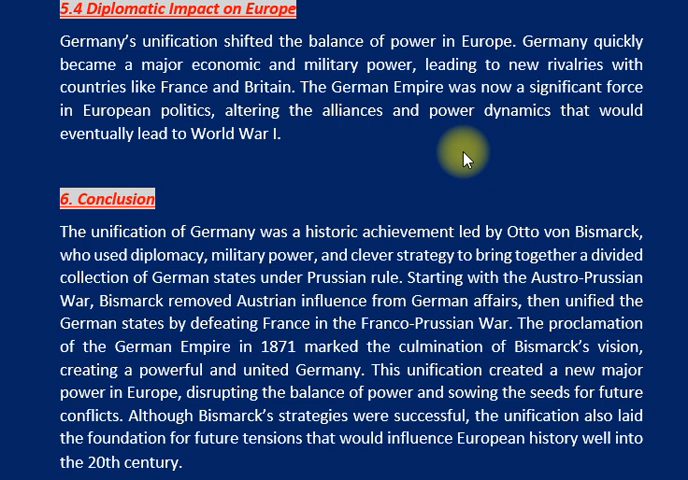 5.4 Diplomatic Impact on Europe
Germany’s unification shifted the balance of power in Europe. Germany quickly
became a major economic and military power, leading to new rivalries with
countries like France and Britain. The German Empire was now a significant force
in European politics, altering the alliances and power dynamics that would
eventually lead to World War I.
6. Conclusion
The unification of Germany was a historic achievement led by Otto von Bismarck,
who used diplomacy, military power, and clever strategy to bring together a divided
collection of German states under Prussian rule. Starting with the Austro-Prussian
War, Bismarck removed Austrian influence from German affairs, then unified the
German states by defeating France in the Franco-Prussian War. The proclamation
of the German Empire in 1871 marked the culmination of Bismarck’s vision,
creating a powerful and united Germany. This unification created a new major
power in Europe, disrupting the balance of power and sowing the seeds for future
conflicts. Although Bismarck’s strategies were successful, the unification also laid
the foundation for future tensions that would influence European history well into
the 20th century.